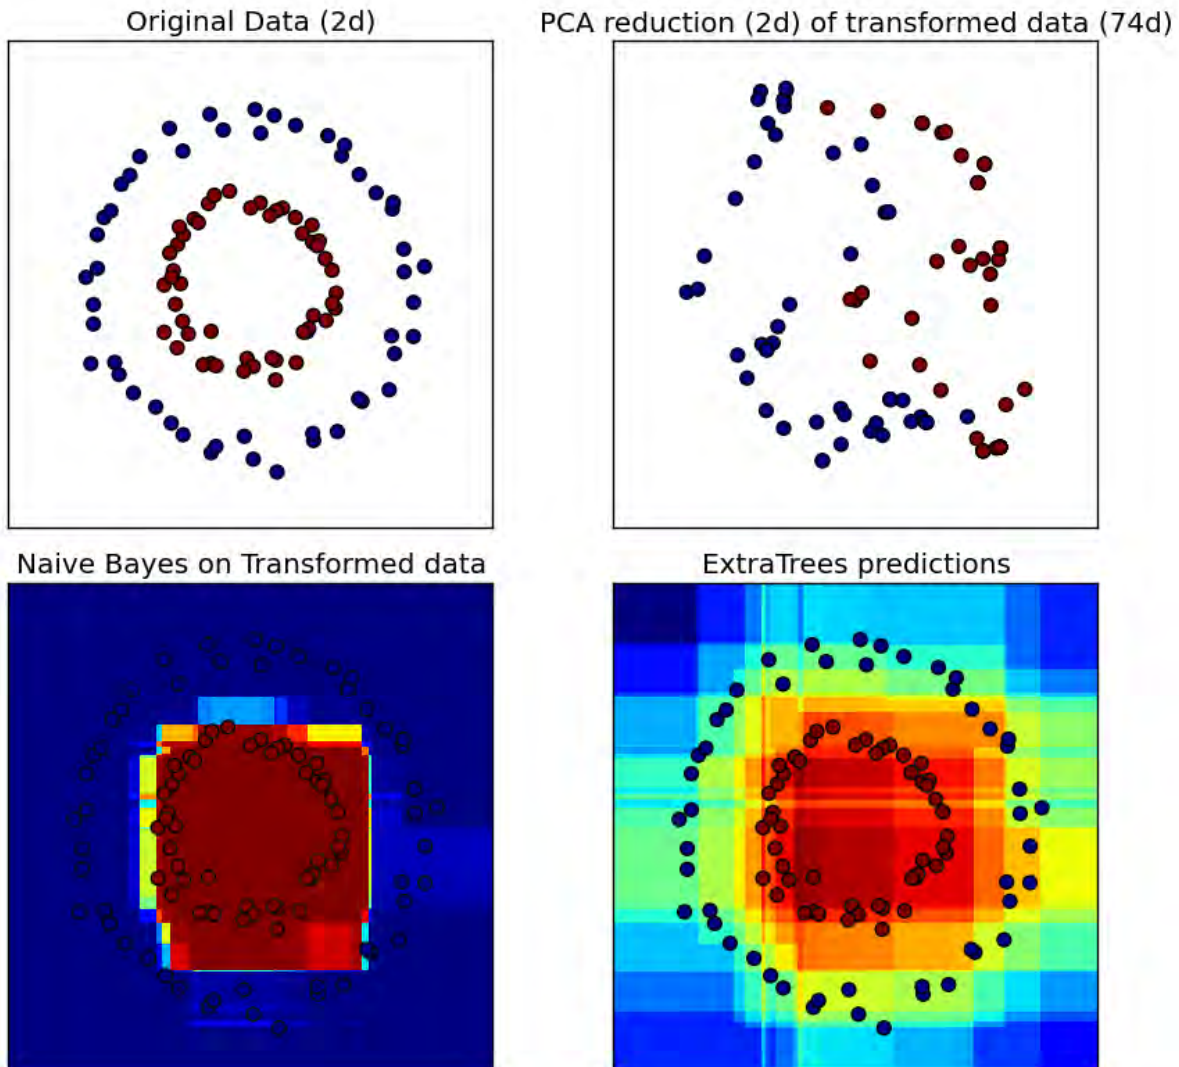 Original Data (2d)
PCA reduction (2d) of transformed data (74d)
Naive Bayes on Transformed data
ExtraTrees predictions